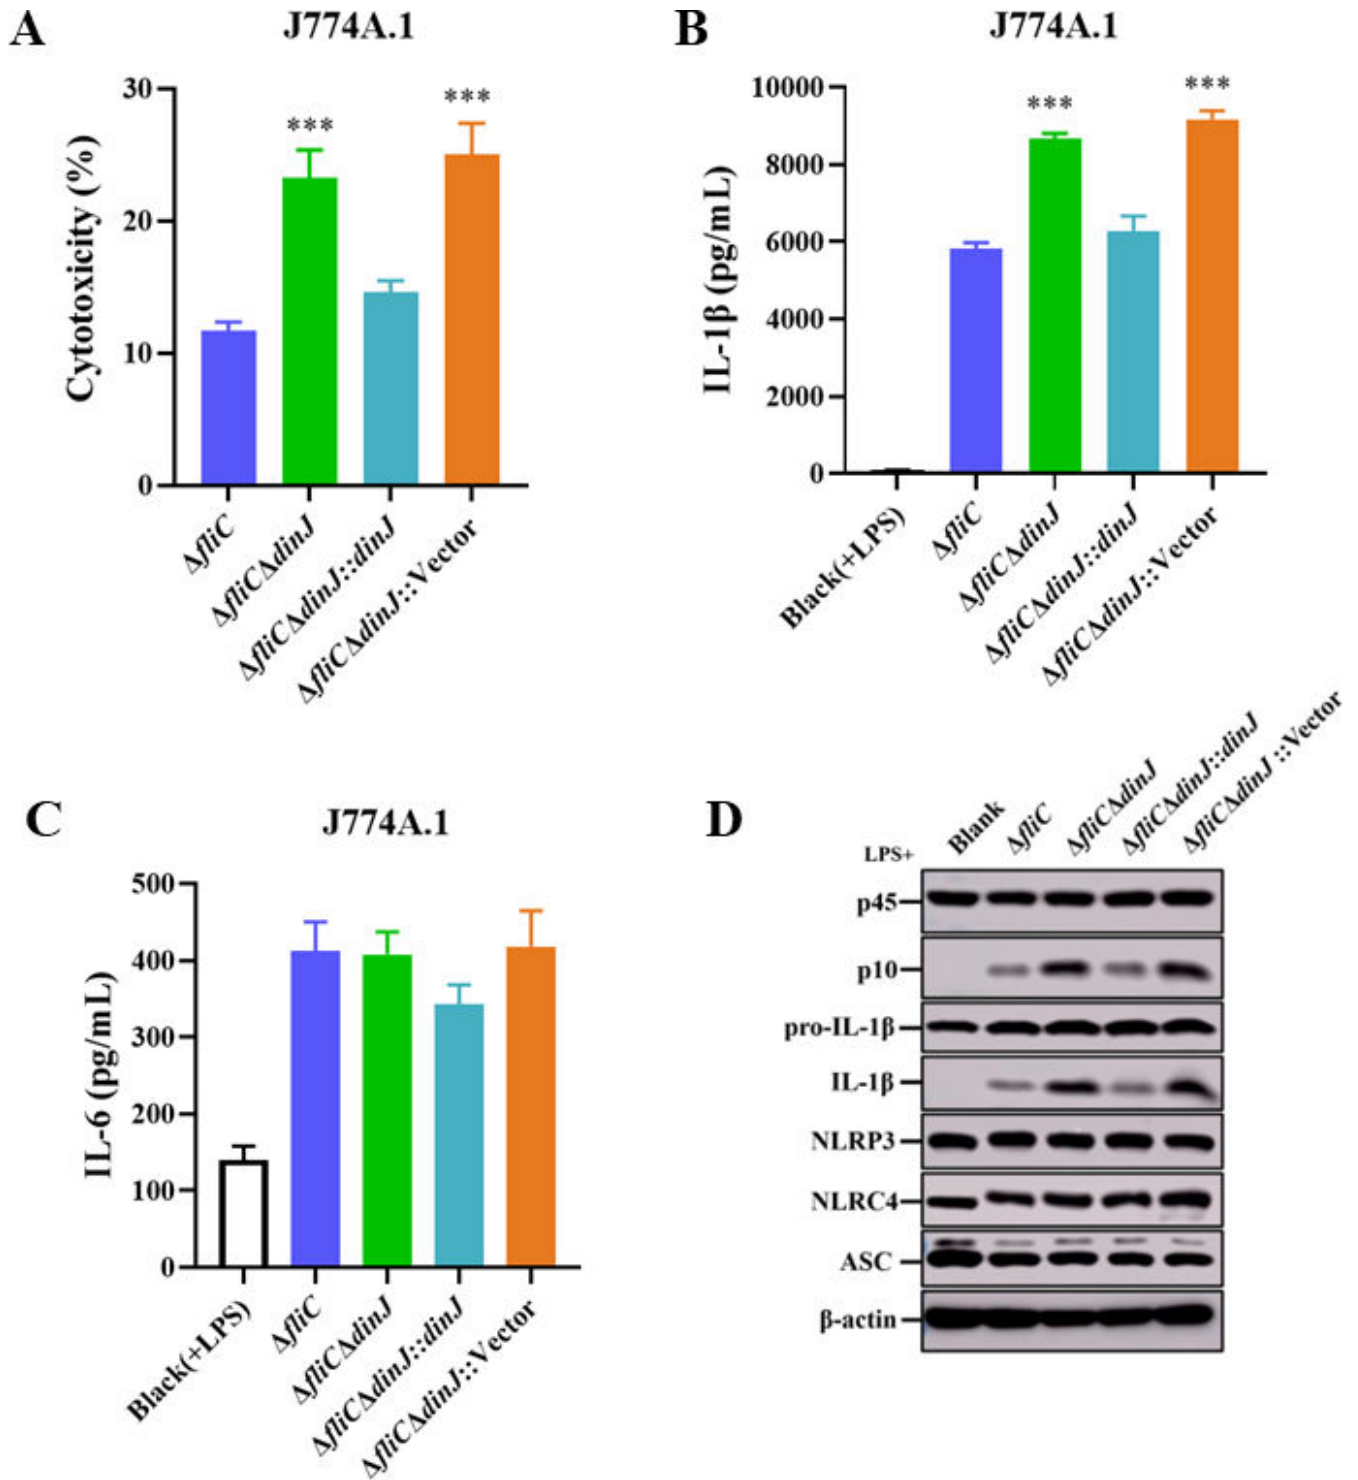 A
J774A.1
Cytotoxicity (%)
30
20
10
0
***
***
ΔfliC
ΔfliCΔdinJ
ΔfliCΔdinJ::dinJ
ΔfliCΔdinJ::Vector
B
J774A.1
IL-1β (pg/mL)
10000
8000
6000
4000
2000
0
***
***
Black(+LPS)
ΔfliC
ΔfliCΔdinJ
ΔfliCΔdinJ::dinJ
ΔfliCΔdinJ::Vector
C
J774A.1
IL-6 (pg/mL)
500
400
300
200
100
0
Black(+LPS)
ΔfliC
ΔfliCΔdinJ
ΔfliCΔdinJ::dinJ
ΔfliCΔdinJ::Vector
D
LPS+
Blank
ΔfliC
ΔfliCΔdinJ
ΔfliCΔdinJ::dinJ
ΔfliCΔdinJ ::Vector
p45
p10
pro-IL-1β
IL-1β
NLRP3
NLRC4
ASC
β-actin